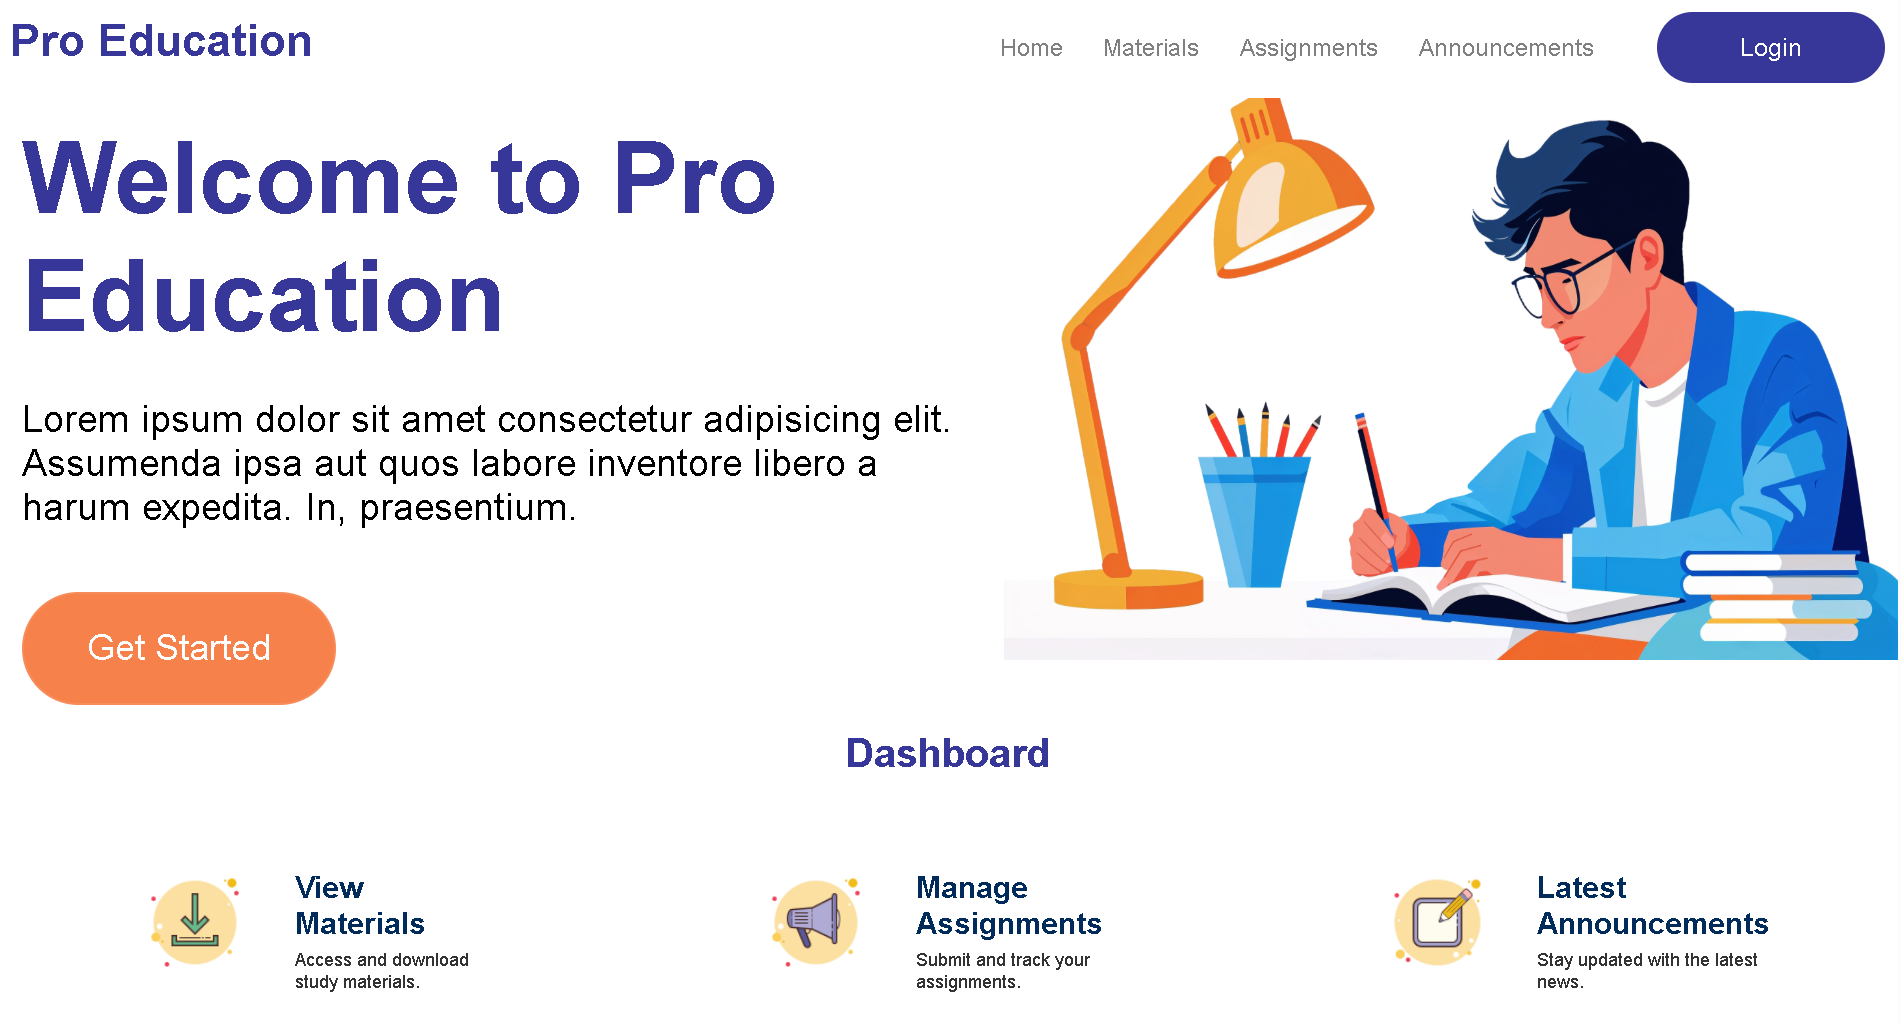 Pro Education
Home
Materials
Assignments
Announcements
Login
Welcome to Pro
Education
Lorem ipsum dolor sit amet consectetur adipisicing elit.
Assumenda ipsa aut quos labore inventore libero a
harum expedita. In, praesentium.
Get Started
Dashboard
View
Materials
Access and download
study materials.
Manage
Assignments
Submit and track your
assignments.
Latest
Announcements
Stay updated with the latest
news.